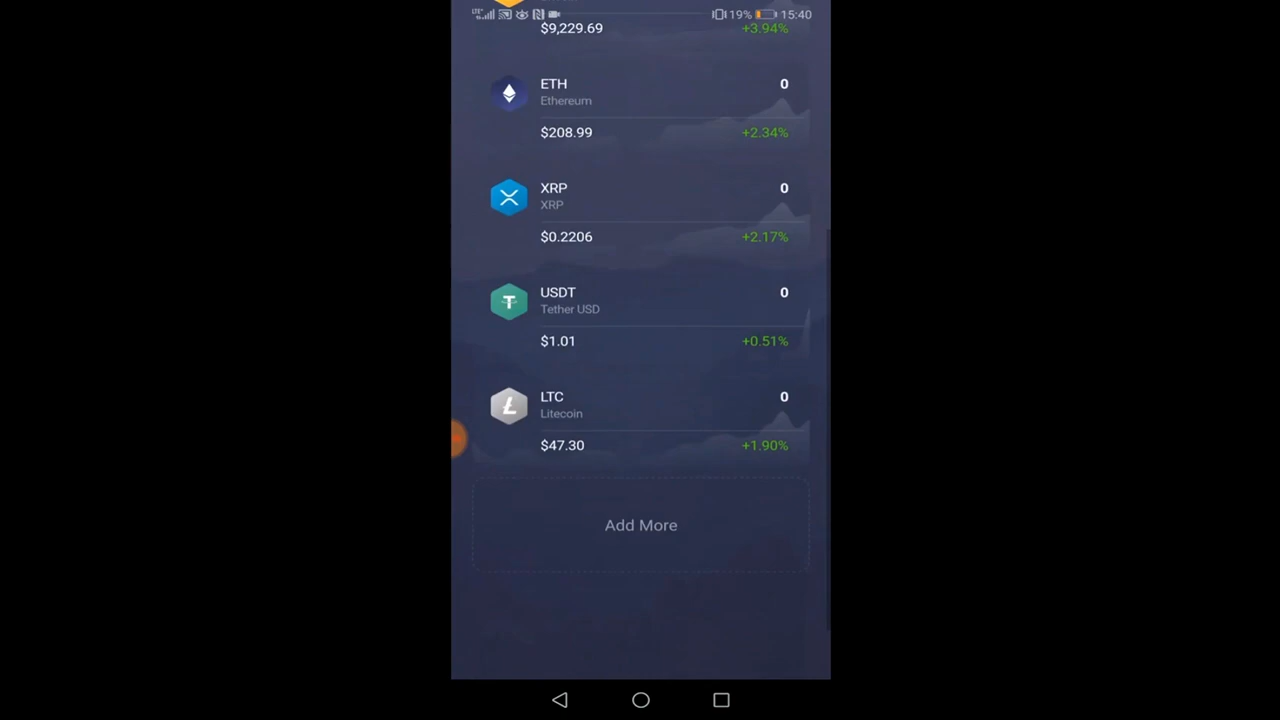 19% 15:40
$9,229.69 +3.94%
ETH 0
Ethereum
$208.99 +2.34%
XRP 0
XRP
$0.2206 +2.17%
USDT 0
Tether USD
$1.01 +0.51%
LTC 0
Litecoin
$47.30 +1.90%
Add More